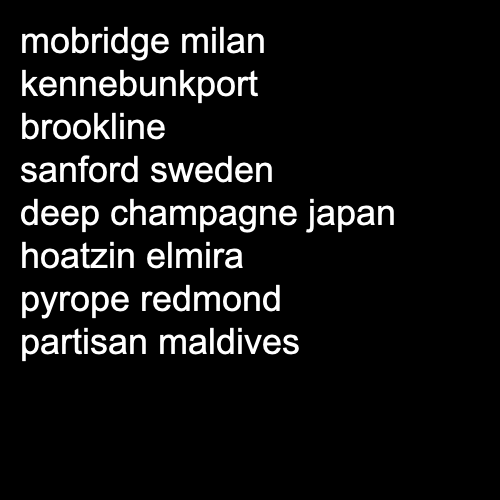 mobridge milan
kennebunkport
brookline
sanford sweden
deep champagne japan
hoatzin elmira
pyrope redmond
partisan maldives